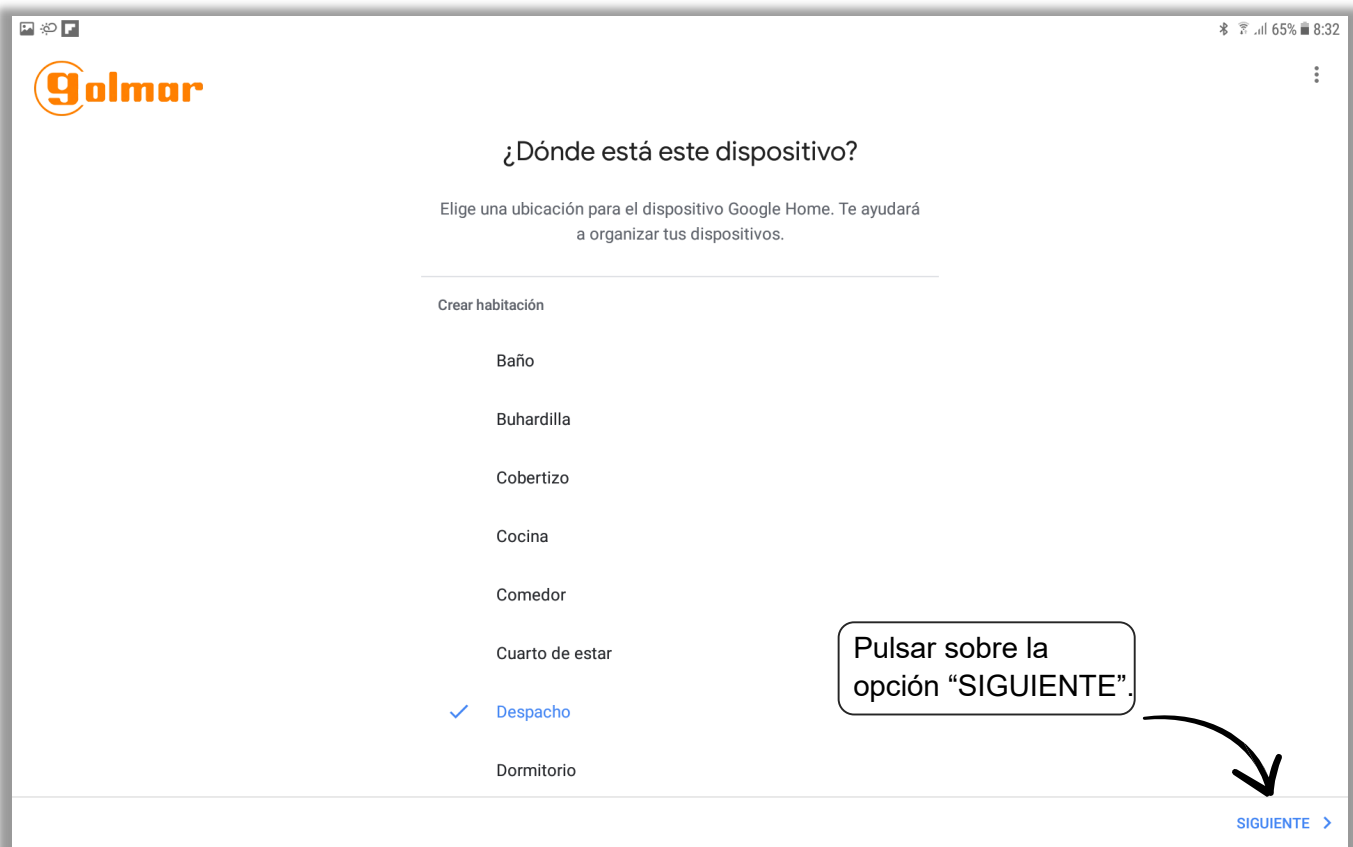 65% 8:32
golmar
¿Dónde está este dispositivo?
Elige una ubicación para el dispositivo Google Home. Te ayudará
a organizar tus dispositivos.
Crear habitación
Baño
Buhardilla
Cobertizo
Cocina
Comedor
Cuarto de estar
Pulsar sobre la
opción “SIGUIENTE”.
Despacho
Dormitorio
SIGUIENTE